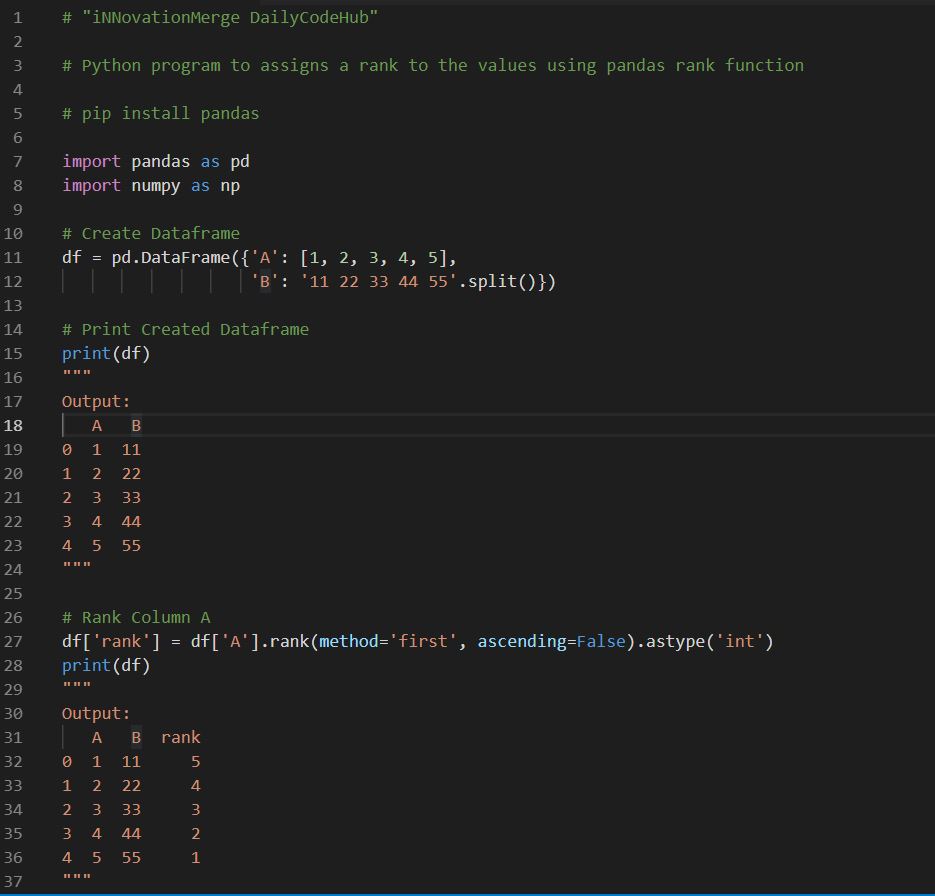 1 # "iNNovationMerge DailyCodeHub"
2
3 # Python program to assigns a rank to the values using pandas rank function
4
5 # pip install pandas
6
7 import pandas as pd
8 import numpy as np
9
10 # Create Dataframe
11 df = pd.DataFrame({'A': [1, 2, 3, 4, 5],
12                    'B': '11 22 33 44 55'.split()})
13
14 # Print Created Dataframe
15 print(df)
16 """
17 Output:
18    A   B
19 0  1  11
20 1  2  22
21 2  3  33
22 3  4  44
23 4  5  55
24 """
25
26 # Rank Column A
27 df['rank'] = df['A'].rank(method='first', ascending=False).astype('int')
28 print(df)
29 """
30 Output:
31    A   B  rank
32 0  1  11     5
33 1  2  22     4
34 2  3  33     3
35 3  4  44     2
36 4  5  55     1
37 """